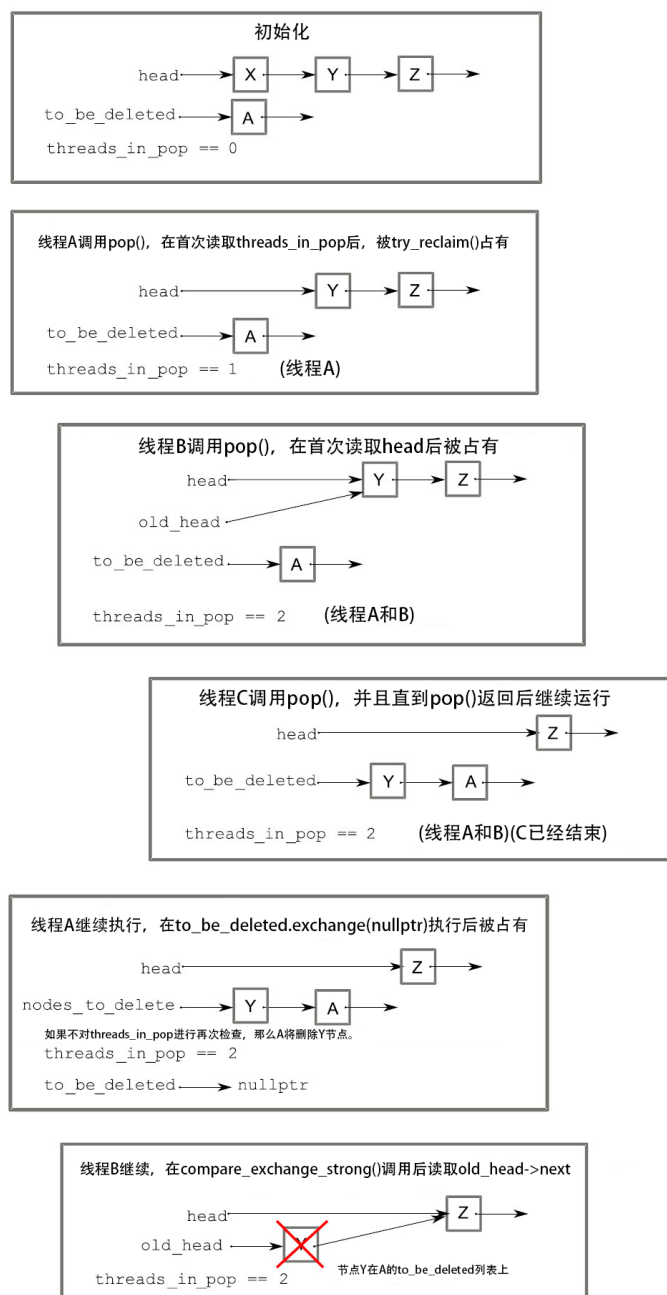 初始化
head X Y Z
to_be_deleted A
threads_in_pop == 0
线程A调用pop()，在首次读取threads_in_pop后，被try_reclaim()占有
head Y Z
to_be_deleted A
threads_in_pop == 1 (线程A)
线程B调用pop()，在首次读取head后被占有
head Y Z
old_head
to_be_deleted A
threads_in_pop == 2 (线程A和B)
线程C调用pop()，并且直到pop()返回后继续运行
head Z
to_be_deleted Y A
threads_in_pop == 2 (线程A和B)(C已经结束)
线程A继续执行，在to_be_deleted.exchange(nullptr)执行后被占有
head Z
nodes_to_delete Y A
如果不对threads_in_pop进行再次检查，那么A将删除Y节点。
threads_in_pop == 2
to_be_deleted nullptr
线程B继续，在compare_exchange_strong()调用后读取old_head->next
head Z
old_head Y
节点Y在A的to_be_deleted列表上
threads_in_pop == 2